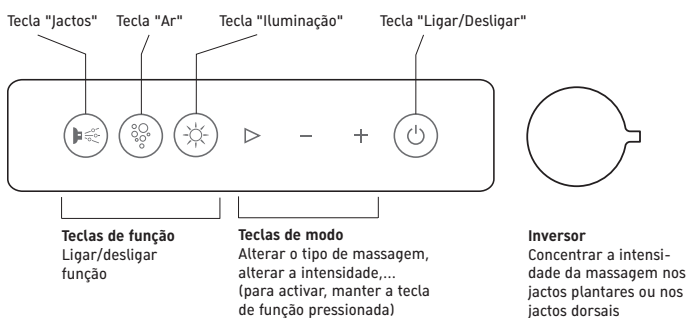 Tecla "Jactos" Tecla "Ar" Tecla "Iluminação" Tecla "Ligar/Desligar"
Teclas de função
Ligar/desligar
função
Teclas de modo
Alterar o tipo de massagem,
alterar a intensidade,...
(para activar, manter a tecla
de função pressionada)
Inversor
Concentrar a intensi-
dade da massagem nos
jactos plantares ou nos
jactos dorsais